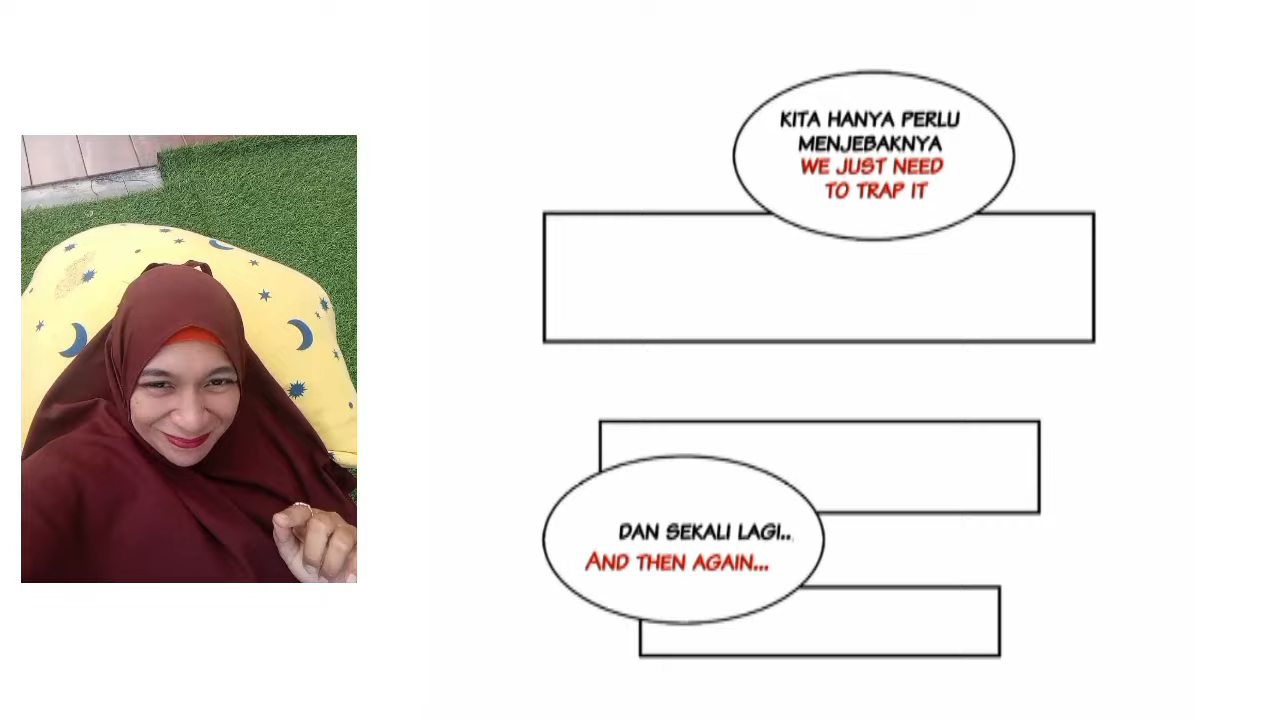 KITA HANYA PERLU
MENJEBAKNYA
WE JUST NEED
TO TRAP IT
DAN SEKALI LAGI..
AND THEN AGAIN...